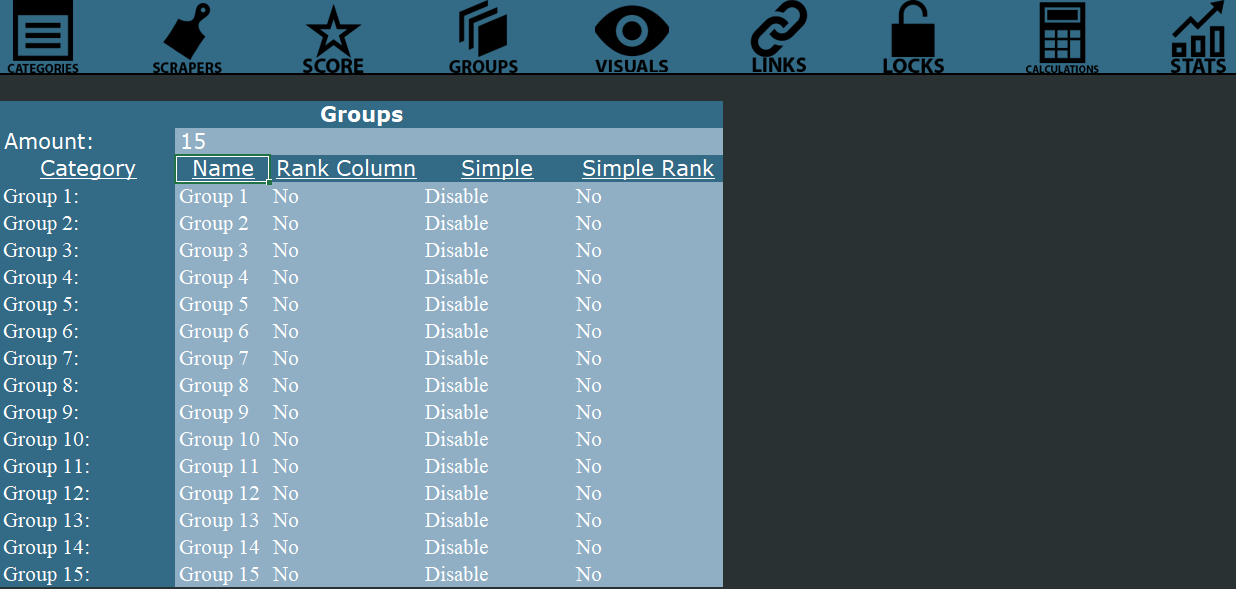 CATEGORIES SCRAPERS SCORE GROUPS VISUALS LINKS LOCKS CALCULATIONS STATS
Groups
Amount: 15
Category Name Rank Column Simple Simple Rank
Group 1: Group 1 No Disable No
Group 2: Group 2 No Disable No
Group 3: Group 3 No Disable No
Group 4: Group 4 No Disable No
Group 5: Group 5 No Disable No
Group 6: Group 6 No Disable No
Group 7: Group 7 No Disable No
Group 8: Group 8 No Disable No
Group 9: Group 9 No Disable No
Group 10: Group 10 No Disable No
Group 11: Group 11 No Disable No
Group 12: Group 12 No Disable No
Group 13: Group 13 No Disable No
Group 14: Group 14 No Disable No
Group 15: Group 15 No Disable No